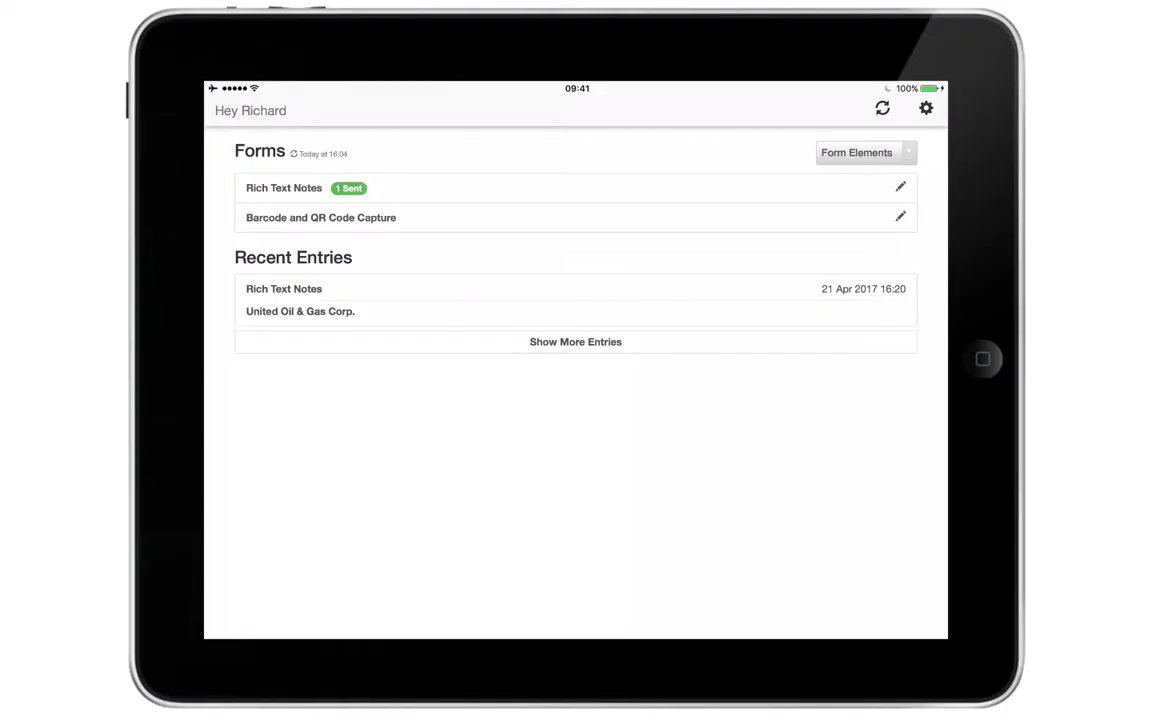 09:41
100%
Hey Richard
Forms Today at 16:04
Form Elements
Rich Text Notes 1 Sent
Barcode and QR Code Capture
Recent Entries
Rich Text Notes 21 Apr 2017 16:20
United Oil & Gas Corp.
Show More Entries